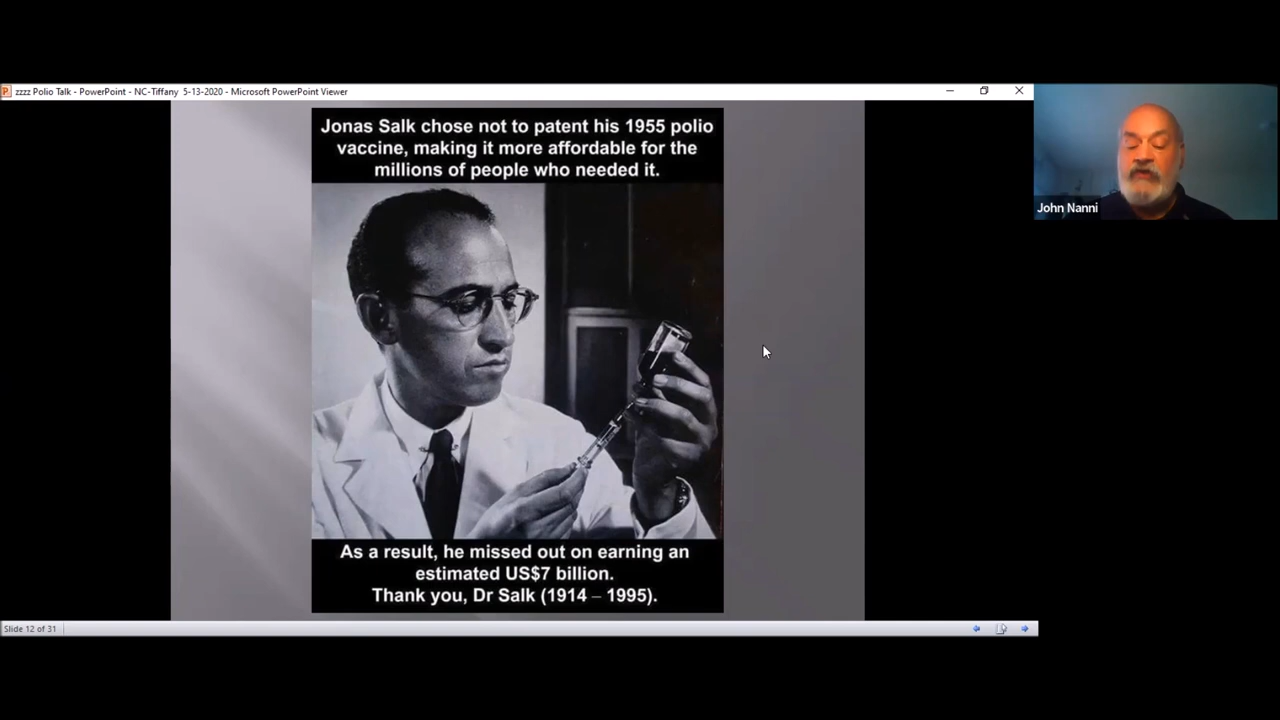 zzzz Polio Talk - PowerPoint - NC-Tiffany 5-13-2020 - Microsoft PowerPoint Viewer
Jonas Salk chose not to patent his 1955 polio
vaccine, making it more affordable for the
millions of people who needed it.
John Nanni
As a result, he missed out on earning an
estimated US$7 billion.
Thank you, Dr Salk (1914 – 1995).
Slide 12 of 31